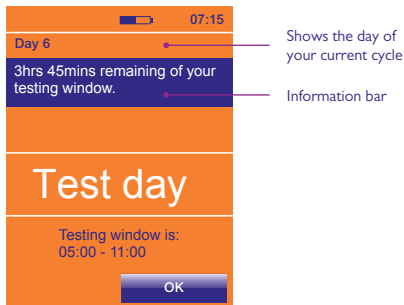 07:15
Day 6
Shows the day of
your current cycle
3hrs 45mins remaining of your
testing window.
Information bar
Test day
Testing window is:
05:00 - 11:00
OK